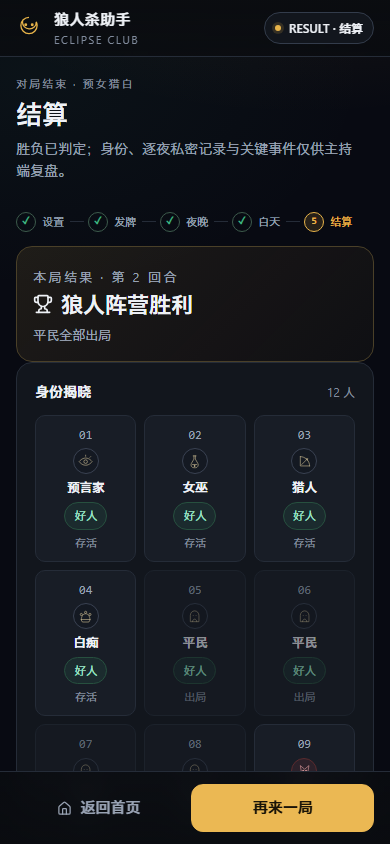 狼人杀助手
ECLIPSE CLUB
RESULT · 结算
对局结束 · 预女猎白
结算
胜负已判定；身份、逐夜私密记录与关键事件仅供主持
端复盘。
设置 发牌 夜晚 白天 5 结算
本局结果 · 第 2 回合
狼人阵营胜利
平民全部出局
身份揭晓 12 人
01 02 03
预言家 女巫 猎人
好人 好人 好人
存活 存活 存活
04 05 06
白痴 平民 平民
好人 好人 好人
存活 出局 出局
07 08 09
返回首页 再来一局